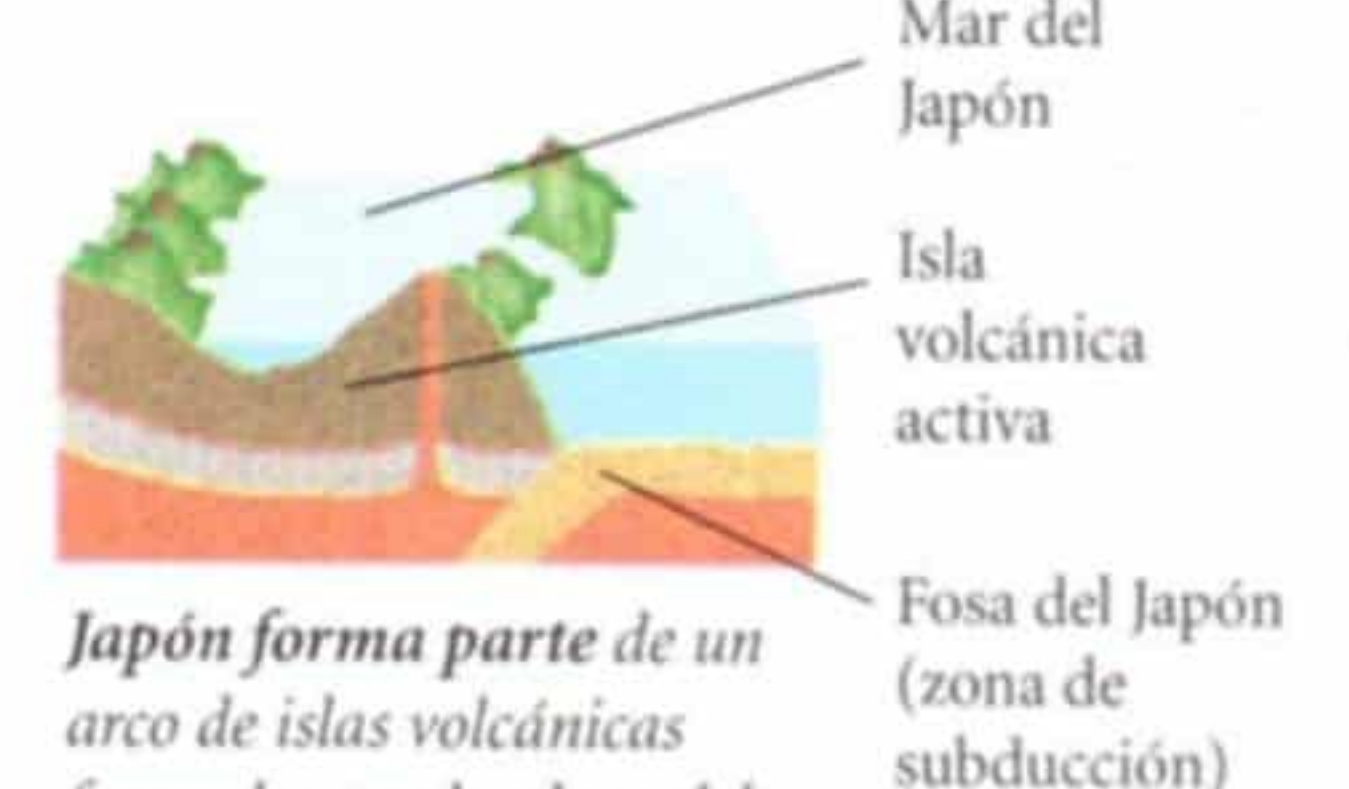 Mar del
Japón
Isla
volcánica
activa
Fosa del Japón
(zona de
subducción)
Japón forma parte de un
arco de islas volcánicas